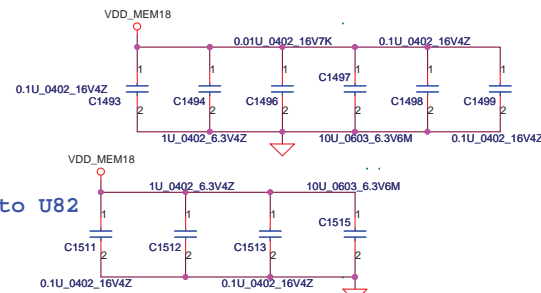 VDD_MEM18
0.01U_0402_16V7K 0.1U_0402_16V4Z
1 1 1 1 1 1
C1497
0.1U_0402_16V4Z
C1493 C1494 C1496 C1498 C1499
2 2 2 2 2 2
1U_0402_6.3V4Z 10U_0603_6.3V6M 0.1U_0402_16V4Z
VDD_MEM18
1U_0402_6.3V4Z 10U_0603_6.3V6M
to U82
1 1 1 1
C1515
C1511 C1512 C1513
2 2 2 2
0.1U_0402_16V4Z 0.1U_0402_16V4Z